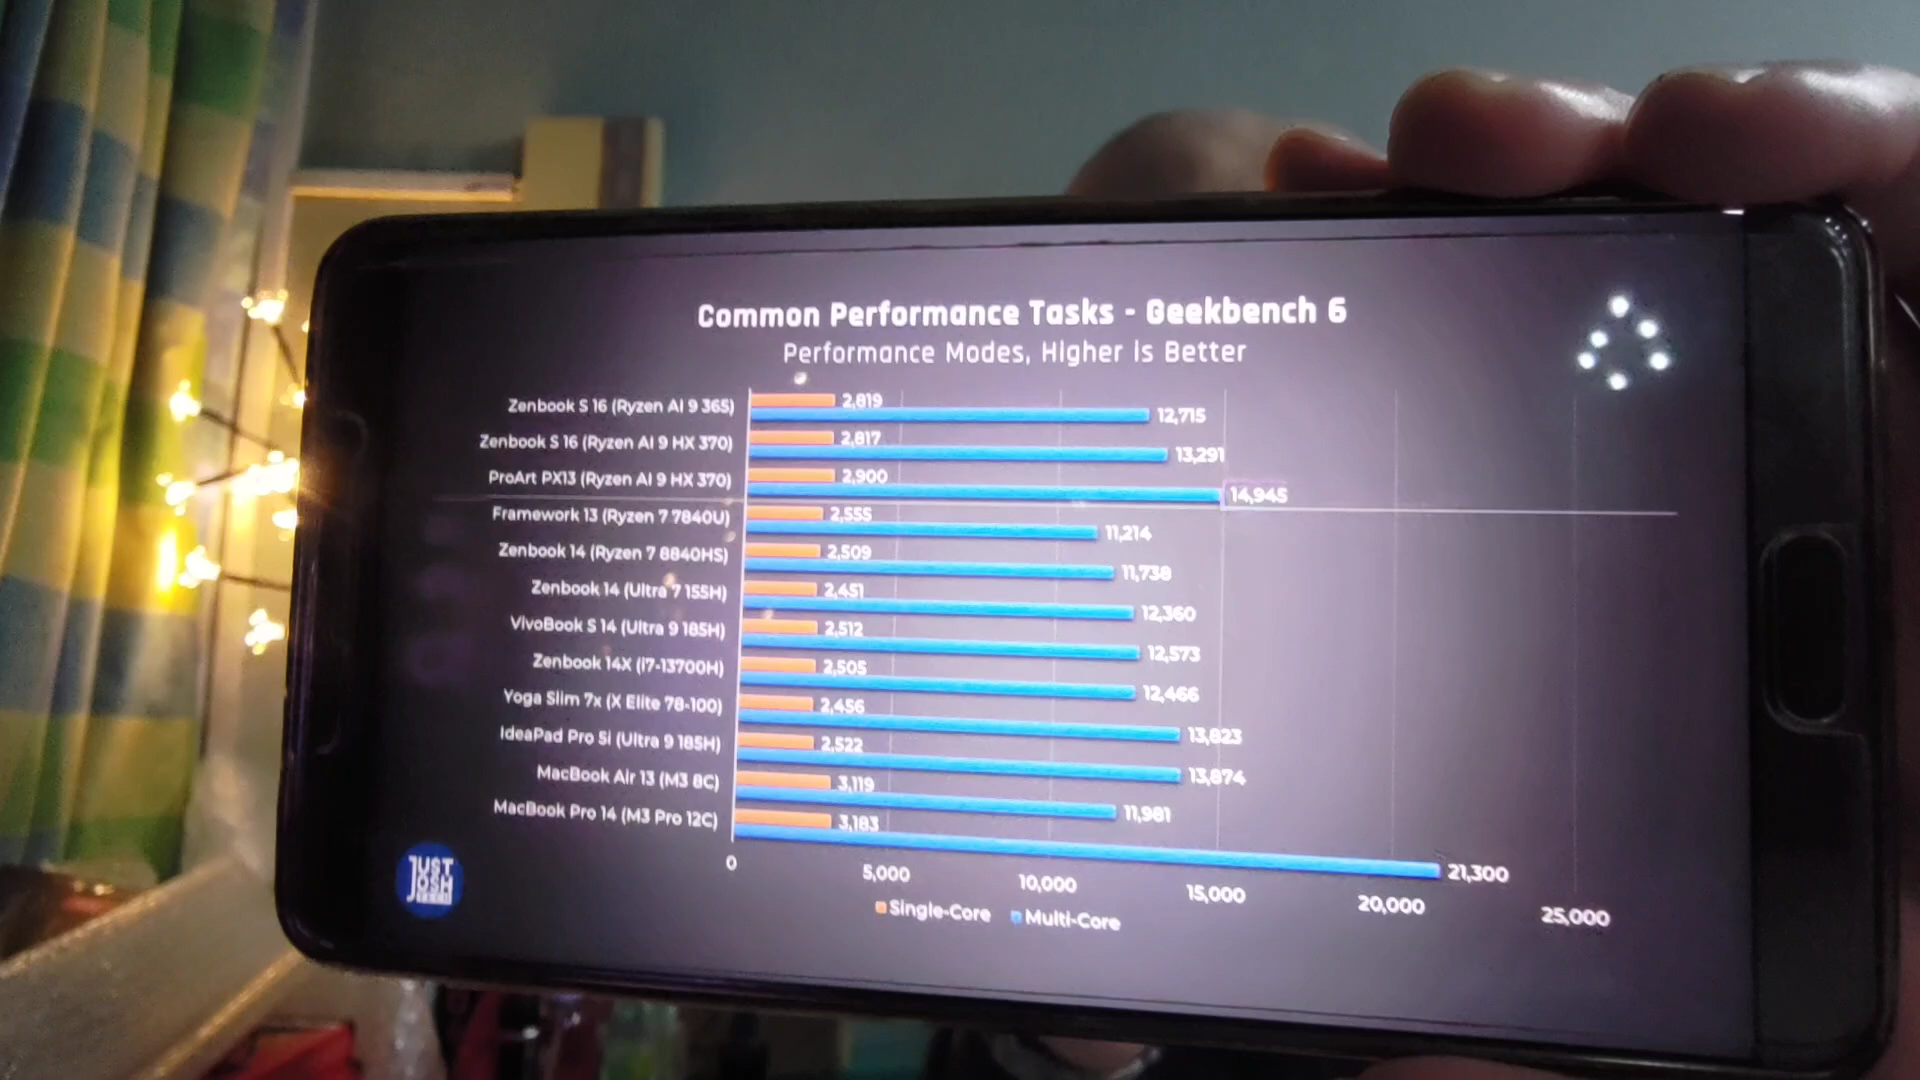 Common Performance Tasks - Geekbench 6
Performance Modes, Higher is Better
Zenbook S 16 (Ryzen AI 9 365) 2,819 12,715
Zenbook S 16 (Ryzen AI 9 HX 370) 2,817 13,291
ProArt PX13 (Ryzen AI 9 HX 370) 2,900 14,945
Framework 13 (Ryzen 7 7840U) 2,555 11,214
Zenbook 14 (Ryzen 7 8840HS) 2,509 11,738
Zenbook 14 (Ultra 7 155H) 2,451 12,360
VivoBook S 14 (Ultra 9 185H) 2,512 12,573
Zenbook 14X (i7-13700H) 2,505 12,466
Yoga Slim 7x (X Elite 78-100) 2,456 13,823
IdeaPad Pro 5i (Ultra 9 185H) 2,522 13,874
MacBook Air 13 (M3 8C) 3,119 11,981
MacBook Pro 14 (M3 Pro 12C) 3,183 21,300
0 5,000 10,000 15,000 20,000 25,000
Single-Core Multi-Core
JUST
JOSH
TECH